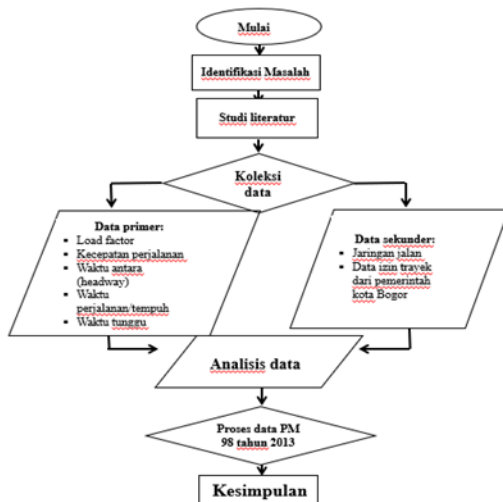 Mulai
Identifikasi Masalah
Studi literatur
Koleksi
data
Data primer:
▪ Load factor
▪ Kecepatan perjalanan
▪ Waktu antara
(headway)
▪ Waktu
perjalanan/tempuh
▪ Waktu tunggu
Data sekunder:
▪ Jaringan jalan
▪ Data izin trayek
dari pemerintah
kota Bogor
Analisis data
Proses data PM
98 tahun 2013
Kesimpulan